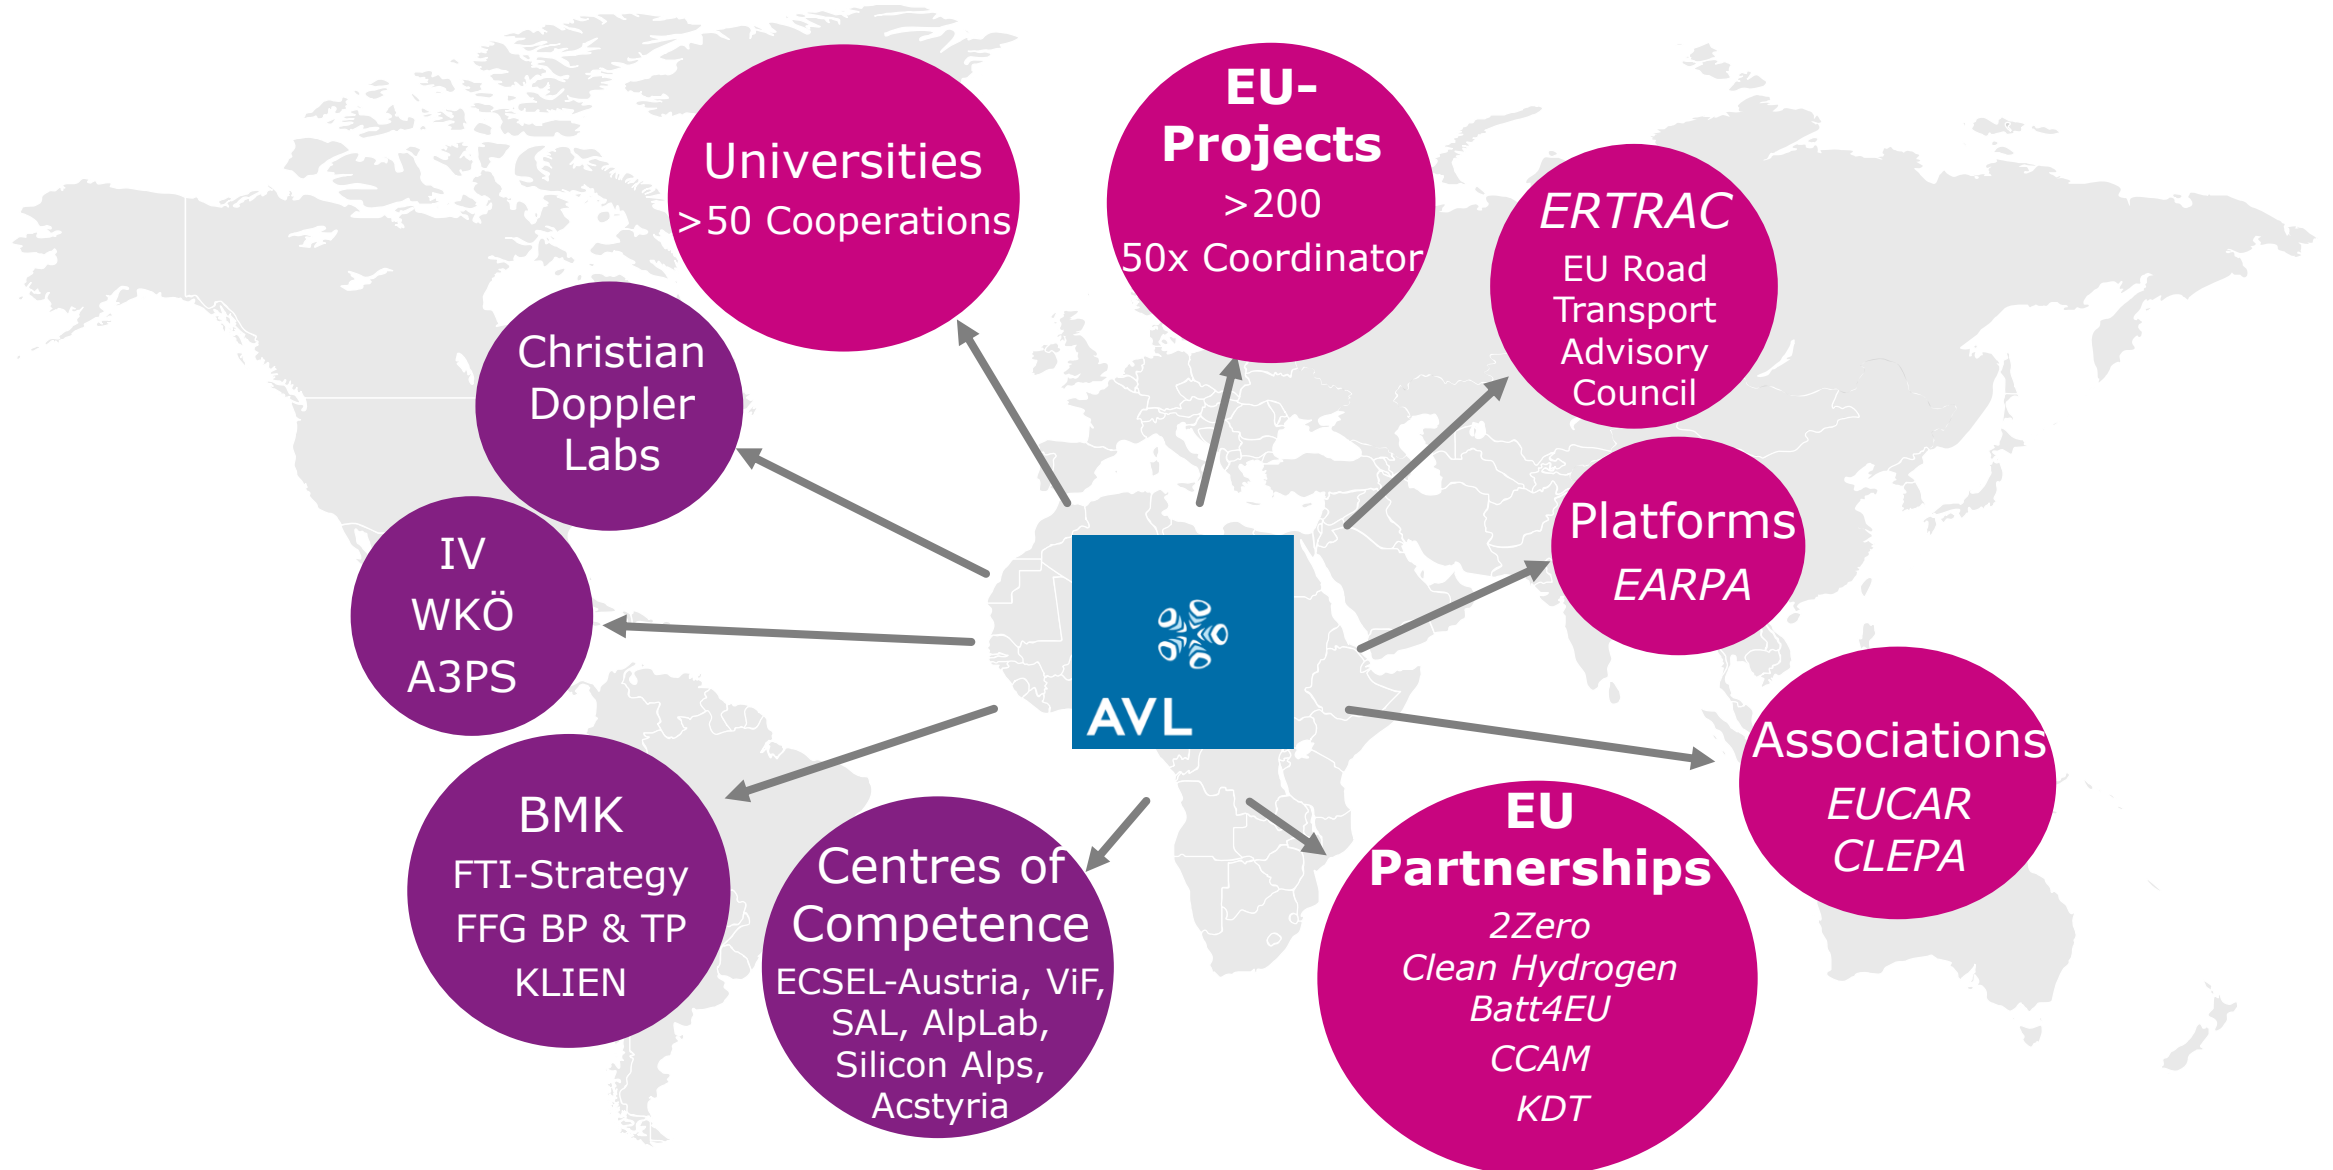 Universities
>50 Cooperations
EU-
Projects
>200
50x Coordinator
ERTRAC
EU Road
Transport
Advisory
Council
Christian
Doppler
Labs
Platforms
EARPA
IV
WKÖ
A3PS
AVL
Associations
EUCAR
CLEPA
BMK
FTI-Strategy
FFG BP & TP
KLIEN
Centres of
Competence
ECSEL-Austria, ViF,
SAL, AlpLab,
Silicon Alps,
Acstyria
EU
Partnerships
2Zero
Clean Hydrogen
Batt4EU
CCAM
KDT